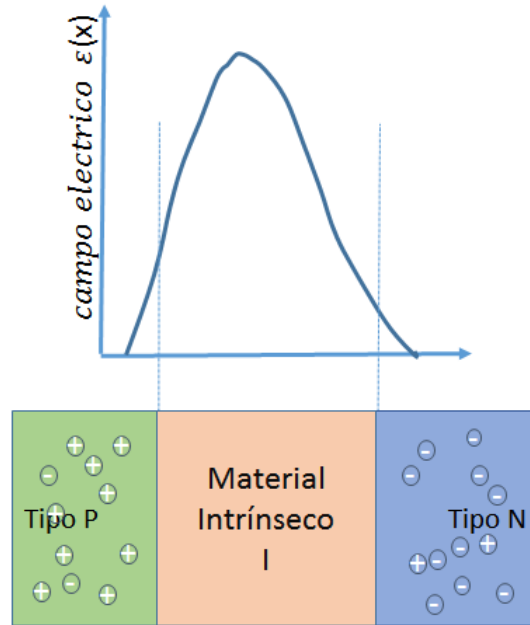 campo electrico ε(x)
Material
Intrínseco
I
Tipo P
Tipo N